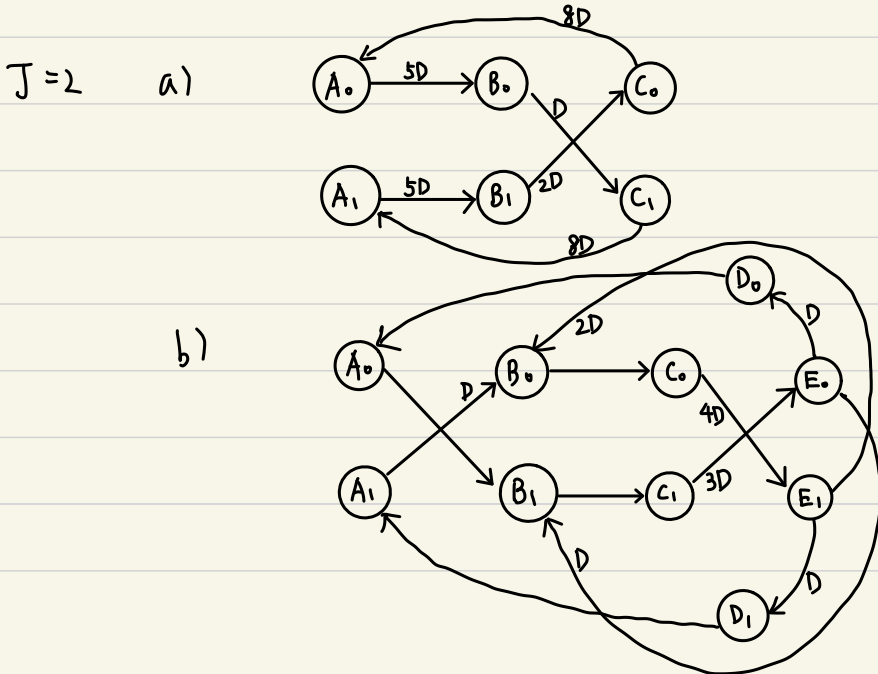 8D
J=2 a) A₀ 5D B₀ D C₀
A₁ 5D B₁ 2D C₁
8D
D₀
b) 2D D
A₀ D B₀ C₀ 4D E₀
A₁ B₁ C₁ 3D E₁
D D
D₁